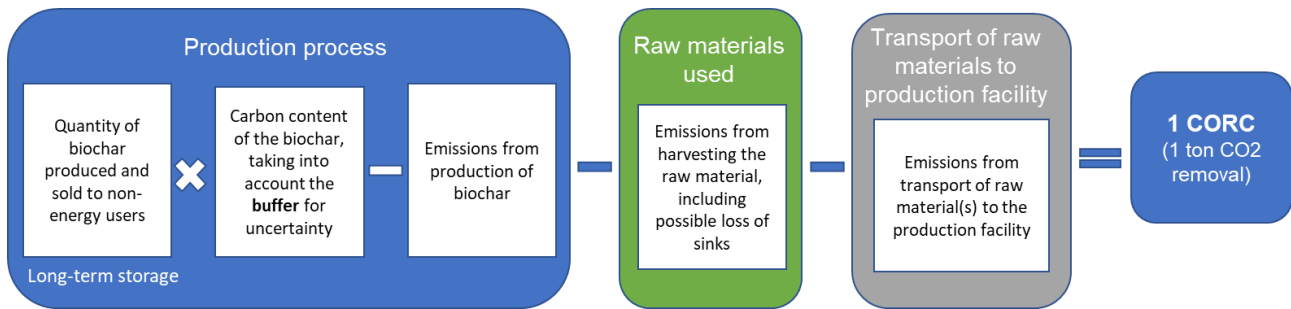 Production process
Quantity of
biochar
produced and
sold to non-
energy users
Carbon content
of the biochar,
taking into
account the
buffer for
uncertainty
Emissions from
production of
biochar
Long-term storage
Raw materials
used
Emissions from
harvesting the
raw material,
including
possible loss of
sinks
Transport of raw
materials to
production facility
Emissions from
transport of raw
material(s) to the
production facility
1 CORC
(1 ton CO2
removal)